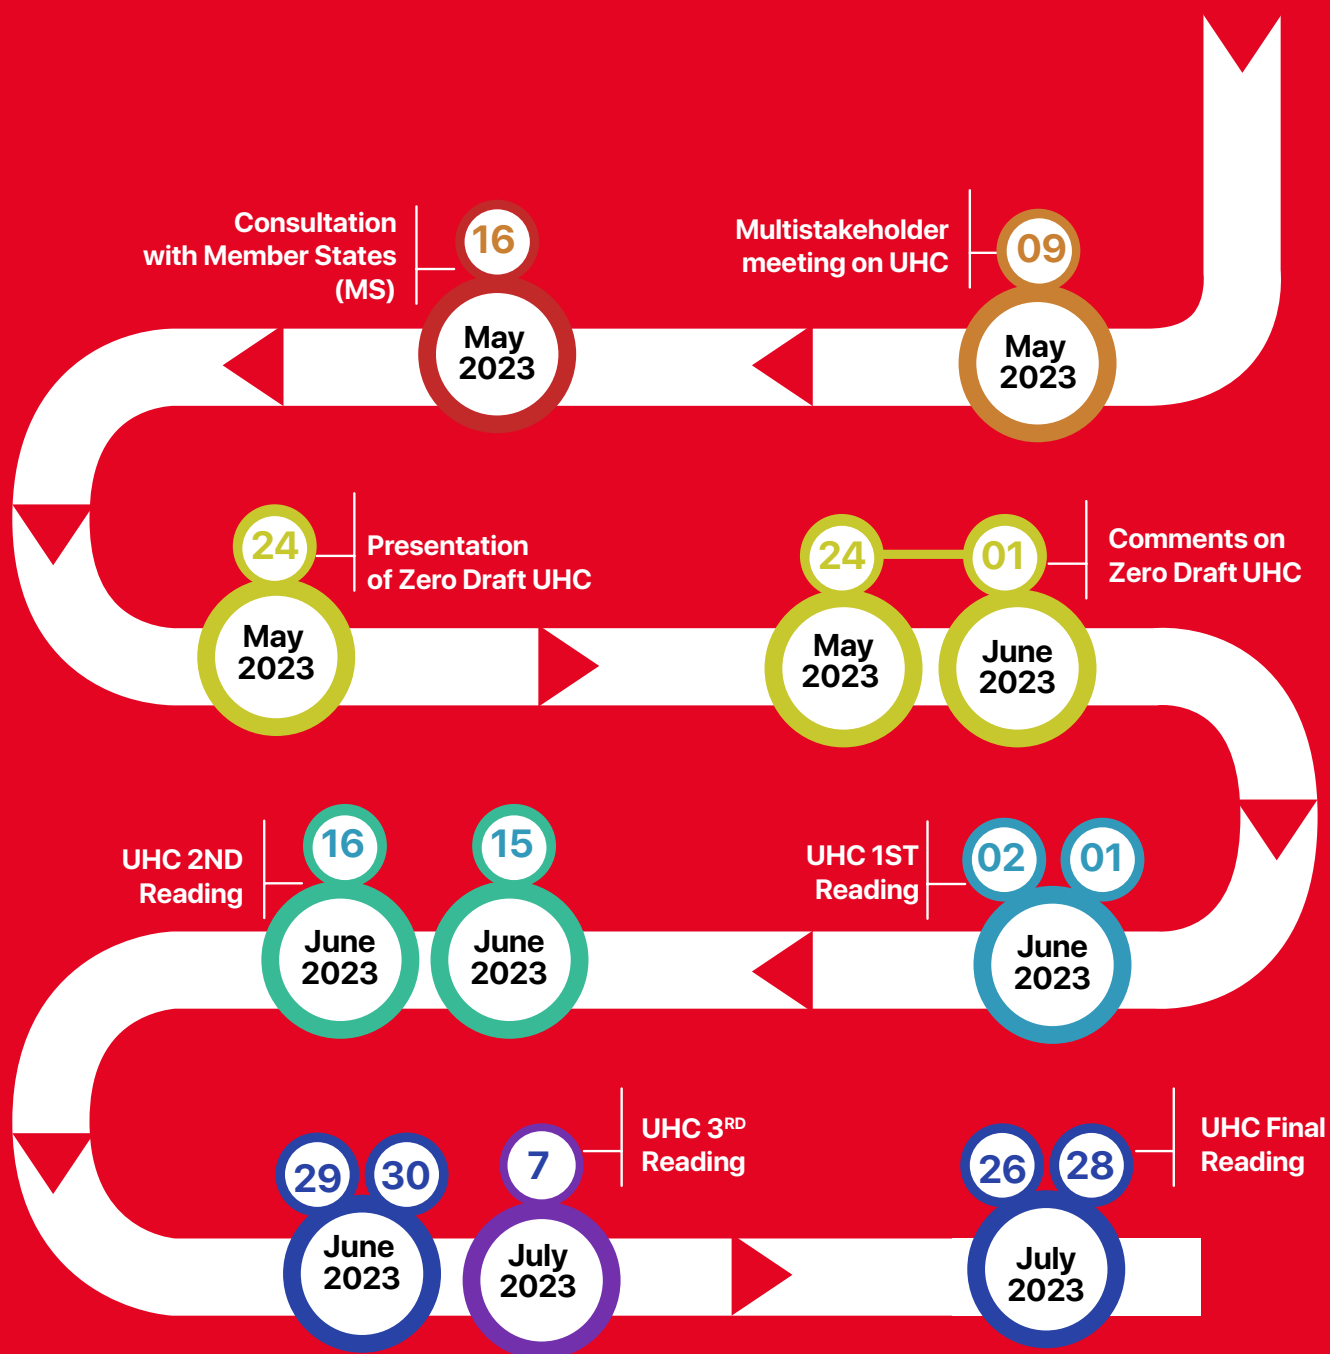 Multistakeholder
meeting on UHC
09
May
2023
Consultation
with Member States
(MS)
16
May
2023
24
May
2023
Presentation
of Zero Draft UHC
24
May
2023
01
June
2023
Comments on
Zero Draft UHC
UHC 1ST
Reading
02
01
June
2023
15
June
2023
UHC 2ND
Reading
16
June
2023
29
30
June
2023
7
July
2023
UHC 3RD
Reading
26
28
July
2023
UHC Final
Reading